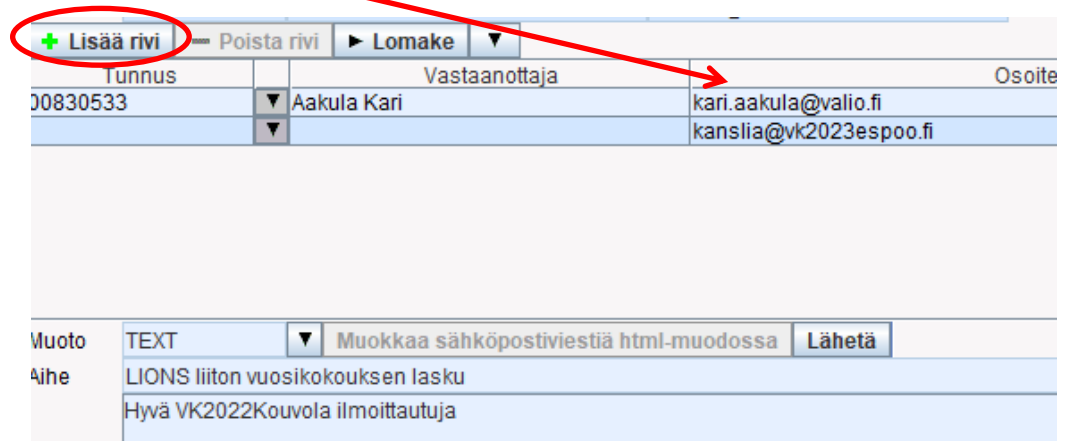 + Lisää rivi − Poista rivi ► Lomake ▼
Tunnus Vastaanottaja Osoite
00830533 ▼ Aakula Kari kari.aakula@valio.fi
▼ kanslia@vk2023espoo.fi
Muoto TEXT ▼ Muokkaa sähköpostiviestiä html-muodossa Lähetä
Aihe LIONS liiton vuosikokouksen lasku
Hyvä VK2022Kouvola ilmoittautuja